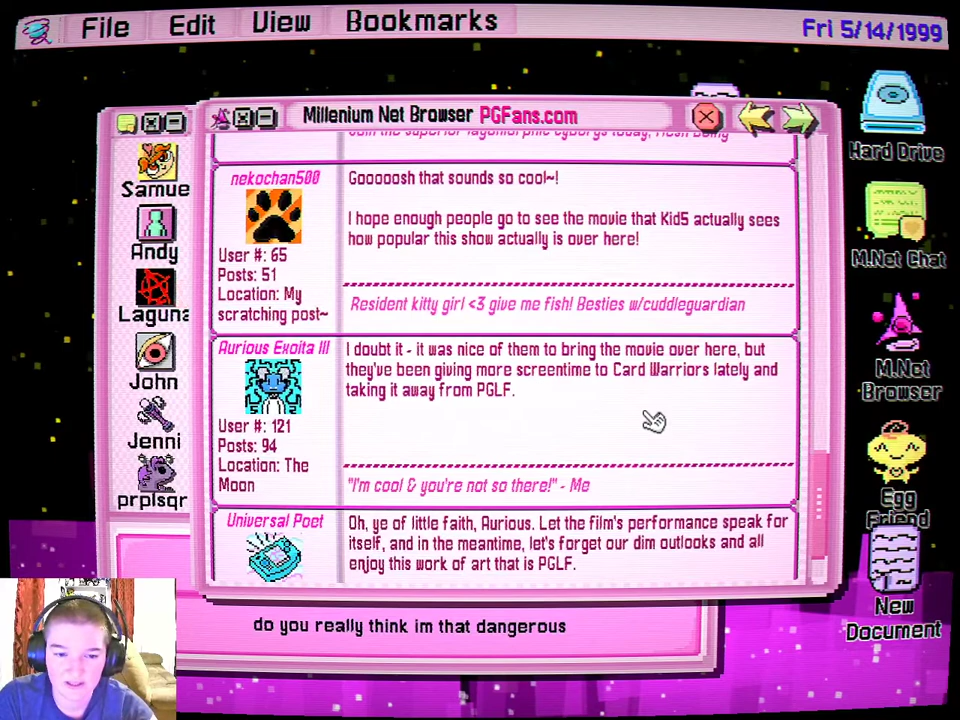 File Edit View Bookmarks
Fri 5/14/1999
Millenium Net Browser PGFans.com
nekochan500
User #: 65
Posts: 51
Location: My
scratching post~
Gooooosh that sounds so cool~!
I hope enough people go to see the movie that Kid5 actually sees
how popular this show actually is over here!
Resident kitty girl <3 give me fish! Besties w/cuddleguardian
Aurious Exoita III
User #: 121
Posts: 94
Location: The
Moon
I doubt it - it was nice of them to bring the movie over here, but
they've been giving more screentime to Card Warriors lately and
taking it away from PGLF.
"I'm cool & you're not so there!" - Me
Universal Poet
Oh, ye of little faith, Aurious. Let the film's performance speak for
itself, and in the meantime, let's forget our dim outlooks and all
enjoy this work of art that is PGLF.
Samue
Andy
Laguna
John
Jenni
prplsqr
do you really think im that dangerous
Hard Drive
M.Net Chat
M.Net
Browser
Egg
Friend
New
Document